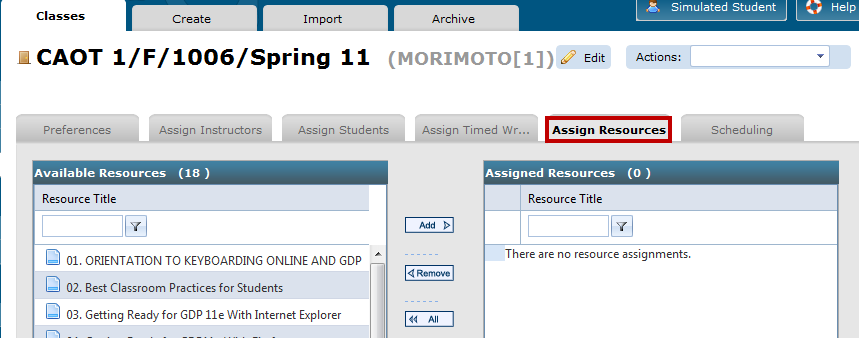 Classes Create Import Archive Simulated Student Help
CAOT 1/F/1006/Spring 11 (MORIMOTO[1]) Edit Actions:
Preferences Assign Instructors Assign Students Assign Timed Wr... Assign Resources Scheduling
Available Resources (18 ) Assigned Resources (0 )
Resource Title Resource Title
Add
There are no resource assignments.
01. ORIENTATION TO KEYBOARDING ONLINE AND GDP
Remove
02. Best Classroom Practices for Students
03. Getting Ready for GDP 11e With Internet Explorer
All